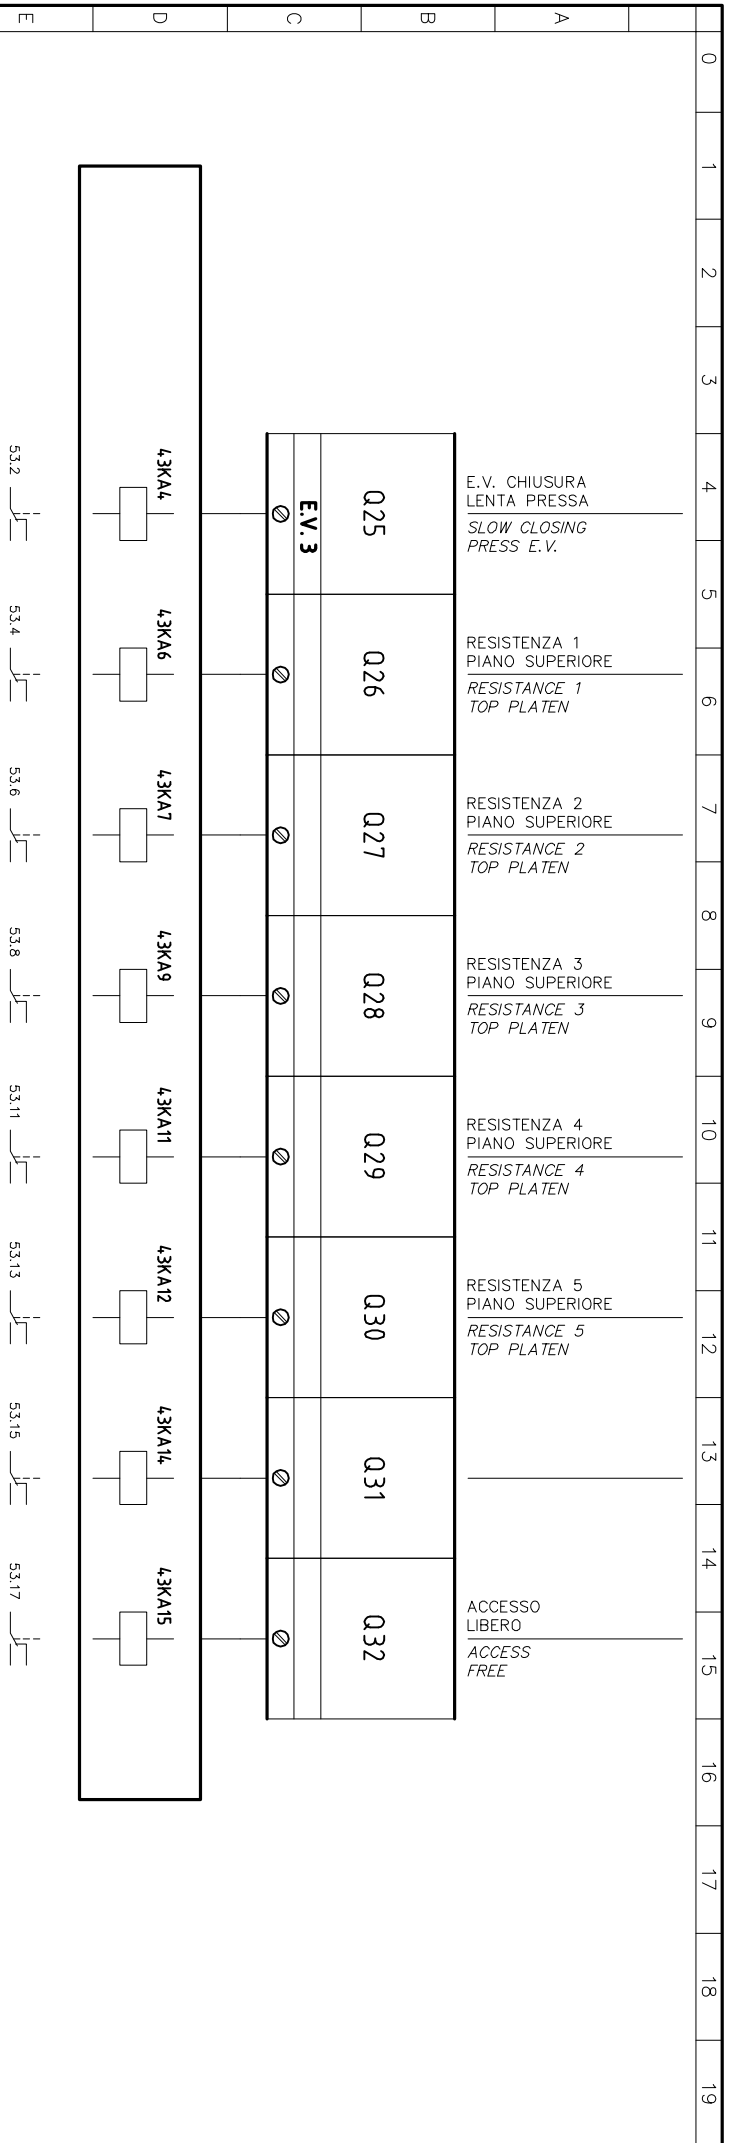 0
1
2
3
4
5
6
7
8
9
10
11
12
13
14
15
16
17
18
19
A
B
C
D
E
E.V. CHIUSURA
LENTA PRESSA
SLOW CLOSING
PRESS E.V.
RESISTENZA 1
PIANO SUPERIORE
RESISTANCE 1
TOP PLATEN
RESISTENZA 2
PIANO SUPERIORE
RESISTANCE 2
TOP PLATEN
RESISTENZA 3
PIANO SUPERIORE
RESISTANCE 3
TOP PLATEN
RESISTENZA 4
PIANO SUPERIORE
RESISTANCE 4
TOP PLATEN
RESISTENZA 5
PIANO SUPERIORE
RESISTANCE 5
TOP PLATEN
ACCESSO
LIBERO
ACCESS
FREE
Q25
Q26
Q27
Q28
Q29
Q30
Q31
Q32
E.V. 3
43KA4
43KA6
43KA7
43KA9
43KA11
43KA12
43KA14
43KA15
53.2
53.4
53.6
53.8
53.11
53.13
53.15
53.17